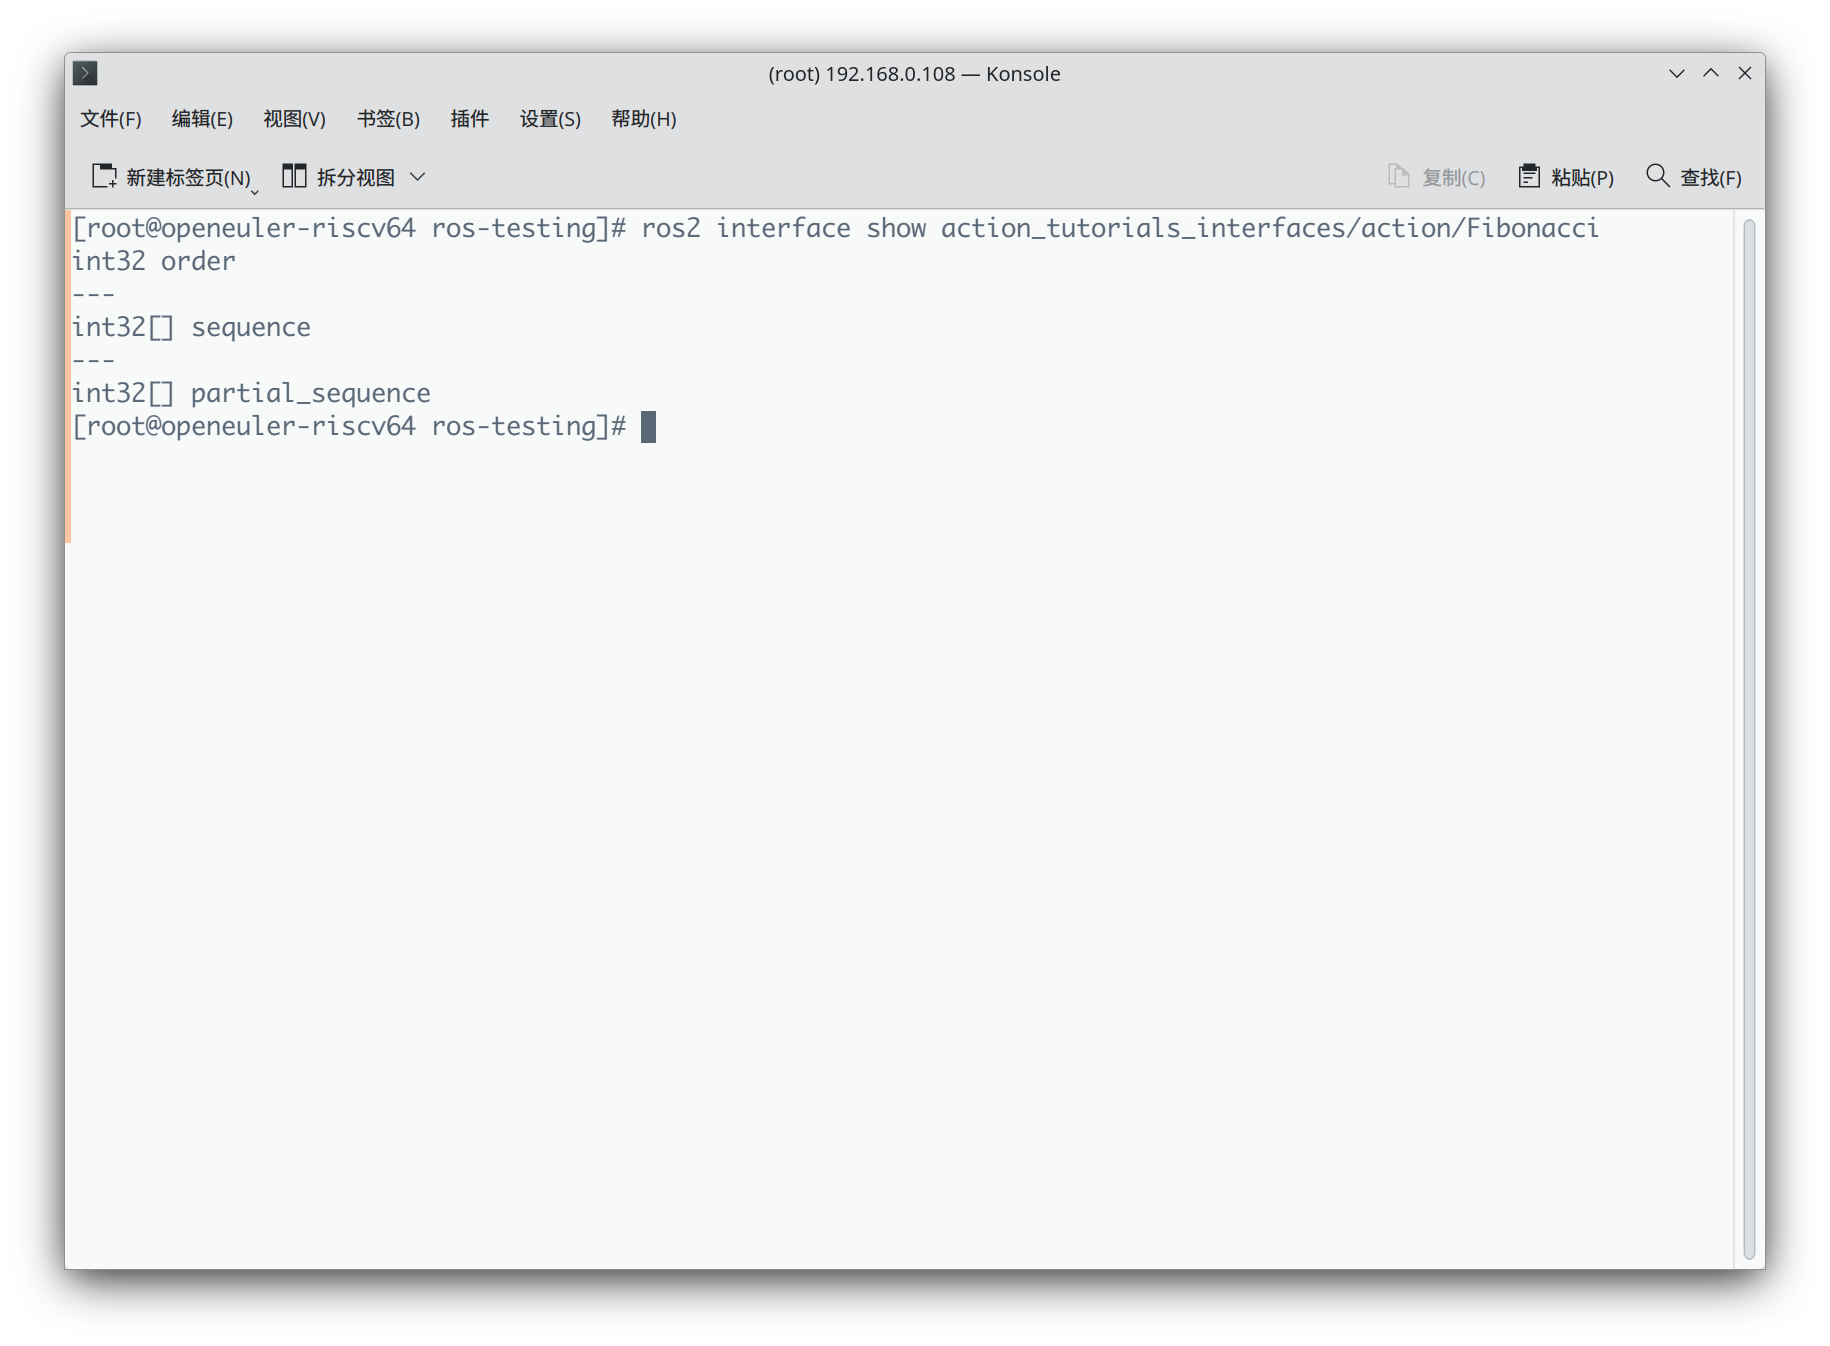 (root) 192.168.0.108 — Konsole
文件(F) 编辑(E) 视图(V) 书签(B) 插件 设置(S) 帮助(H)
新建标签页(N) 拆分视图 复制(C) 粘贴(P) 查找(F)
[root@openeuler-riscv64 ros-testing]# ros2 interface show action_tutorials_interfaces/action/Fibonacci
int32 order
---
int32[] sequence
---
int32[] partial_sequence
[root@openeuler-riscv64 ros-testing]#